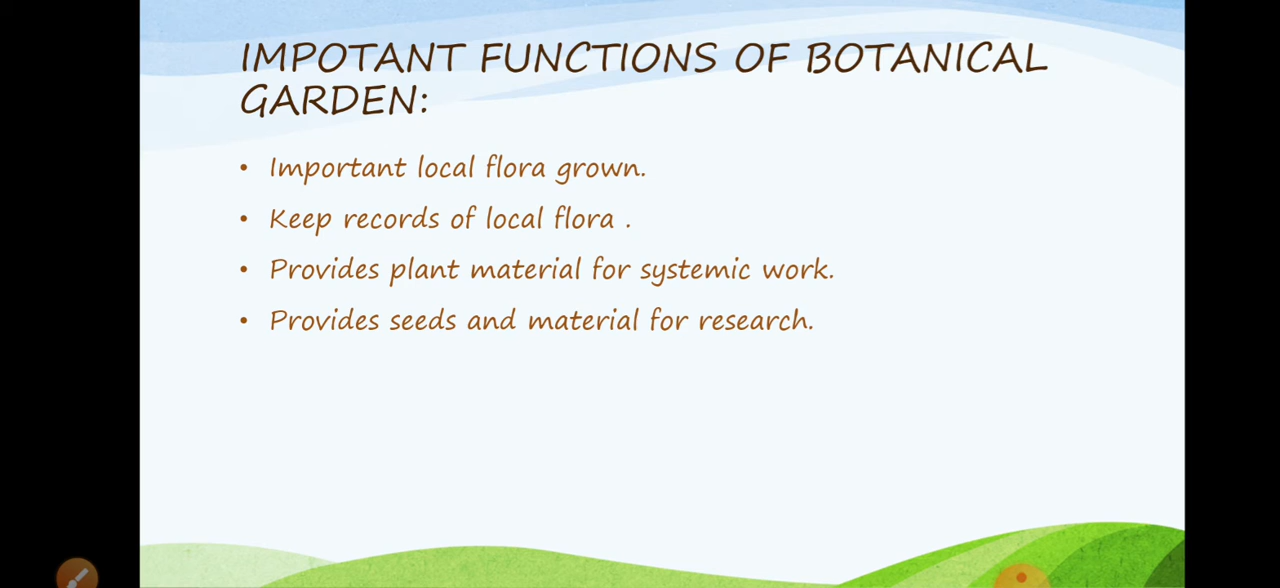 IMPOTANT FUNCTIONS OF BOTANICAL
GARDEN:
• Important local flora grown.
• Keep records of local flora .
• Provides plant material for systemic work.
• Provides seeds and material for research.